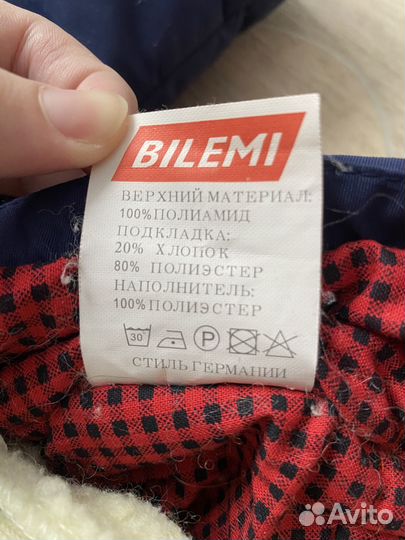 BILEMI
ВЕРХНИЙ МАТЕРИАЛ:
100%ПОЛИАМИД
ПОДКЛАДКА:
20% ХЛОПОК
80% ПОЛИЭСТЕР
НАПОЛНИТЕЛЬ:
100%ПОЛИЭСТЕР
30 P
СТИЛЬ ГЕРМАНИИ
Avito